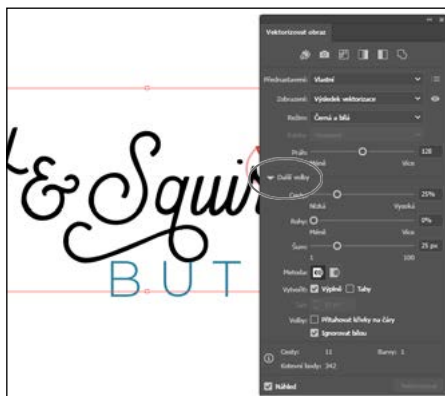 Vektorizovat obraz
Přednastavení: Vlastní
Zobrazení: Výsledek vektorizace
Režim: Černá a bílá
Práh: 128
Méně Více
Další volby
Cesty: 25%
Nízká Vysoká
Rohy: 0%
Méně Více
Šum: 25 px
1 100
Metoda:
Vytvořit: Výplně Tahy
Volby: Přitahovat křivky na čáry
Ignorovat bílou
Cesty: 11 Barvy: 1
Kotevní body: 342
Náhled
& Squir
BUT